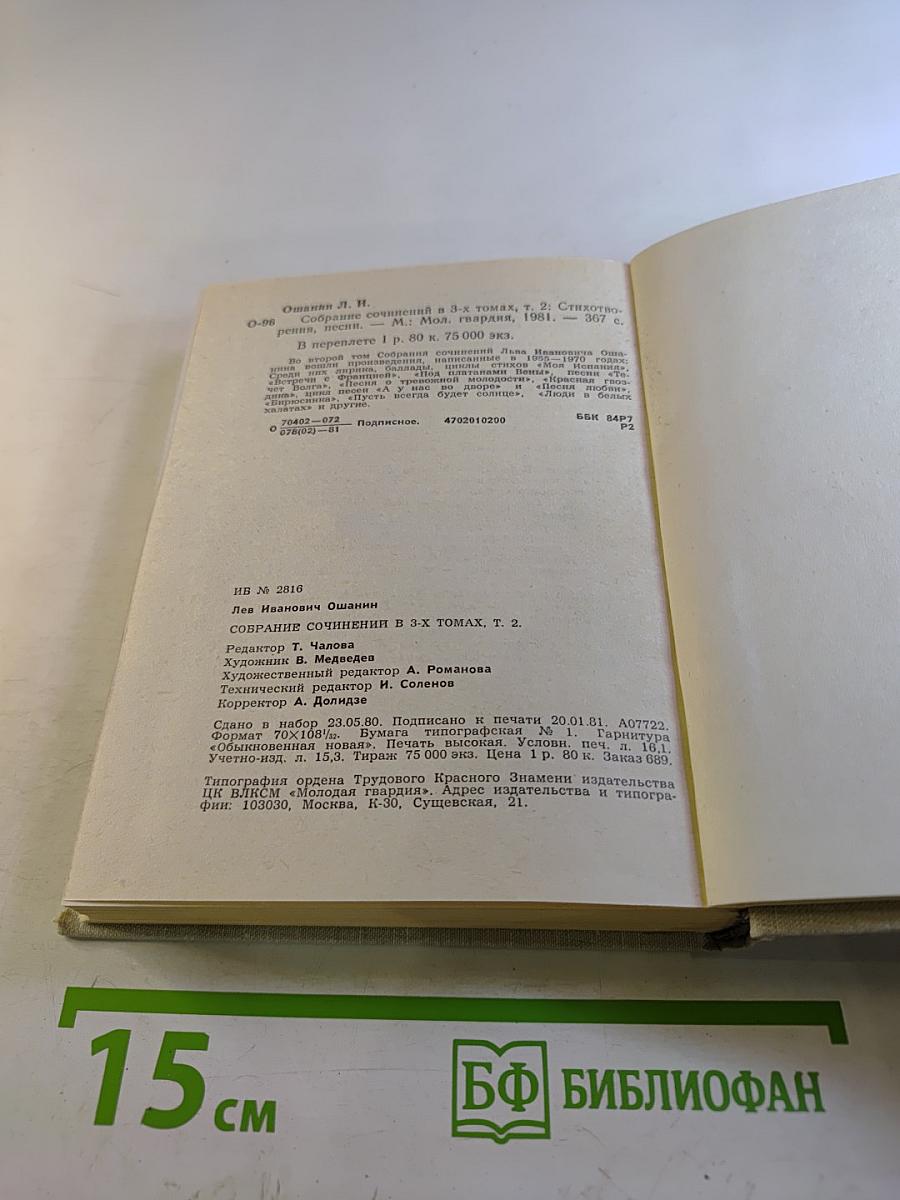 Ошанин Л. И.
О-96 Собрание сочинений в 3-х томах, т. 2: Стихотво-
рения, песни. — М.: Мол. гвардия, 1981. — 367 с.
В переплете 1 р. 80 к. 75 000 экз.
Во второй том Собрания сочинений Льва Ивановича Оша-
нина вошли произведения, написанные в 1955—1970 годах:
Среди них лирика, баллады, циклы стихов «Моя Испания»,
«Встречи с Францией», «Под платанами Вены», песни «Те-
чет Волга», «Песня о тревожной молодости», «Красная гвоз-
дика», цикл песен «А у нас во дворе» и «Песня любви»,
«Бирюсинка», «Пусть всегда будет солнце», «Люди в белых
халатах» и другие.
О 70402—072 Подписное. 4702010200 ББК 84Р7
078(02)—81 Р2
ИБ № 2816
Лев Иванович Ошанин
СОБРАНИЕ СОЧИНЕНИЙ В 3-Х ТОМАХ, Т. 2.
Редактор Т. Чалова
Художник В. Медведев
Художественный редактор А. Романова
Технический редактор И. Соленов
Корректор А. Долидзе
Сдано в набор 23.05.80. Подписано к печати 20.01.81. А07722.
Формат 70×108¹/₃₂. Бумага типографская № 1. Гарнитура
«Обыкновенная новая». Печать высокая. Условн. печ. л. 16,1.
Учетно-изд. л. 15,3. Тираж 75 000 экз. Цена 1 р. 80 к. Заказ 689.
Типография ордена Трудового Красного Знамени издательства
ЦК ВЛКСМ «Молодая гвардия». Адрес издательства и типогра-
фии: 103030, Москва, К-30, Сущевская, 21.
15 см
БФ БИБЛИОФАН